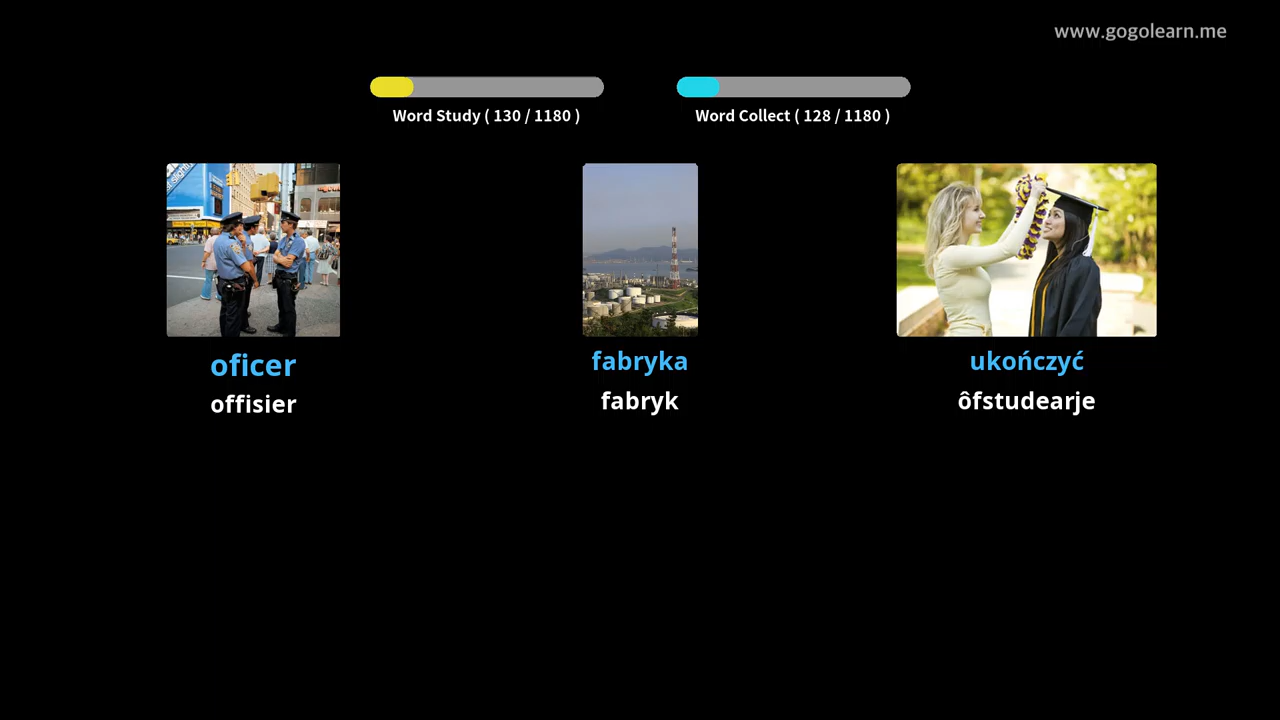 www.gogolearn.me
Word Study ( 130 / 1180 )
Word Collect ( 128 / 1180 )
oficer
offisier
fabryka
fabryk
ukończyć
ôfstudearje